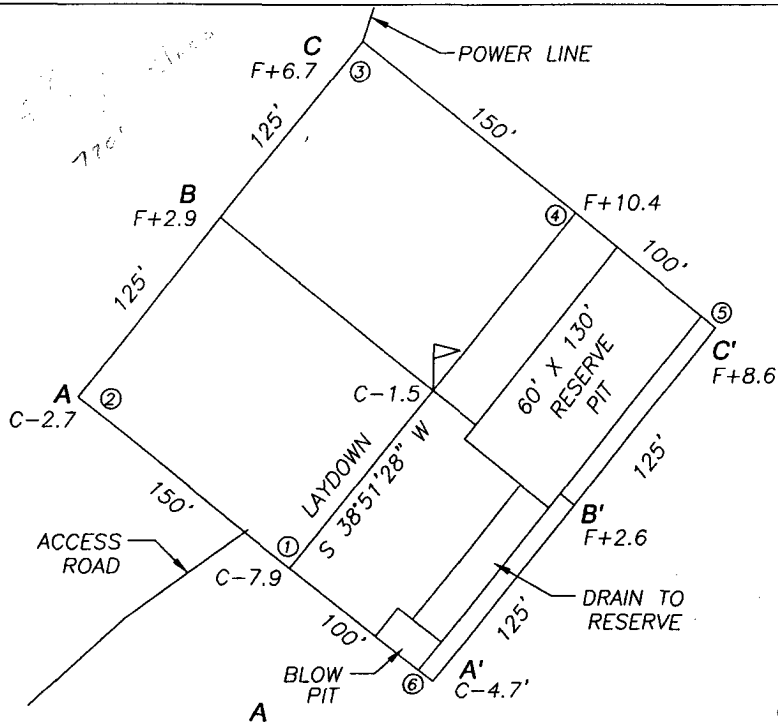 C
F+6.7
③
POWER LINE
125'
150'
B
F+2.9
④
F+10.4
100'
125'
⑤
C'
F+8.6
60' X 130'
RESERVE
PIT
A
C-2.7
②
C-1.5
LAYDOWN
S 38°51'28" W
125'
150'
B'
F+2.6
ACCESS
ROAD
①
C-7.9
DRAIN TO
RESERVE
125'
100'
BLOW
PIT
⑥
A'
C-4.7'
A